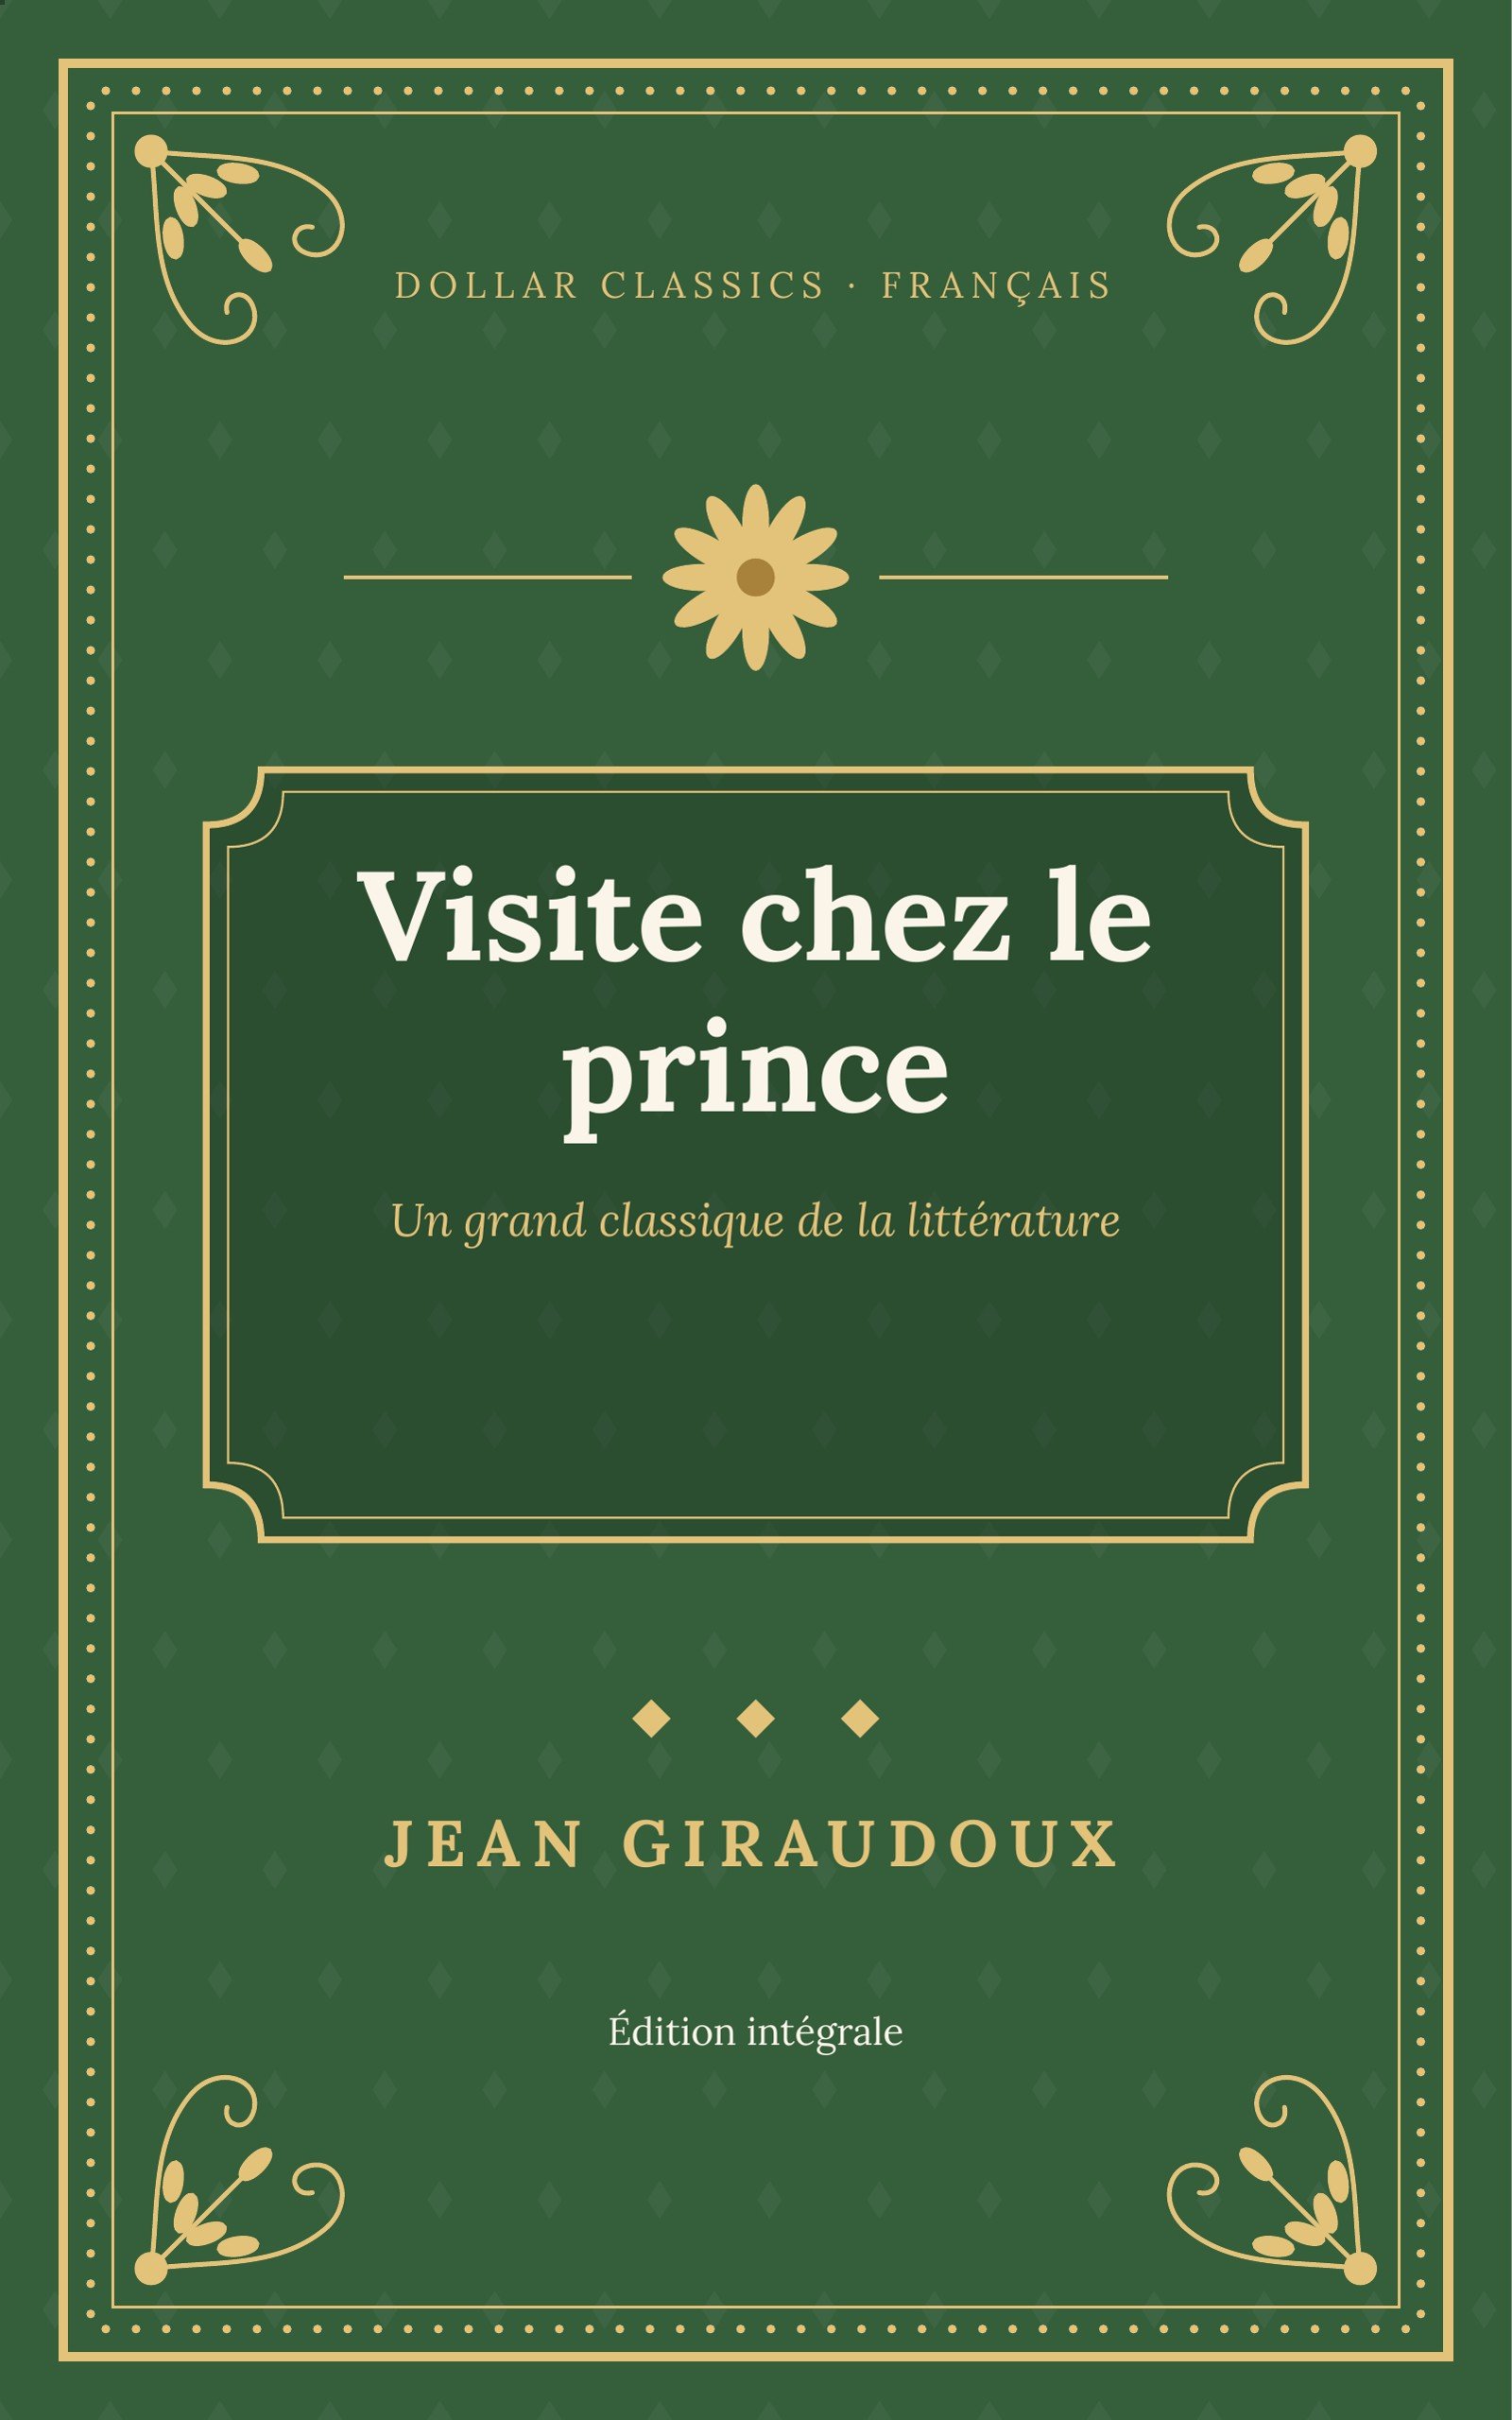 DOLLAR CLASSICS · FRANÇAIS
Visite chez le
prince
Un grand classique de la littérature
JEAN GIRAUDOUX
Édition intégrale